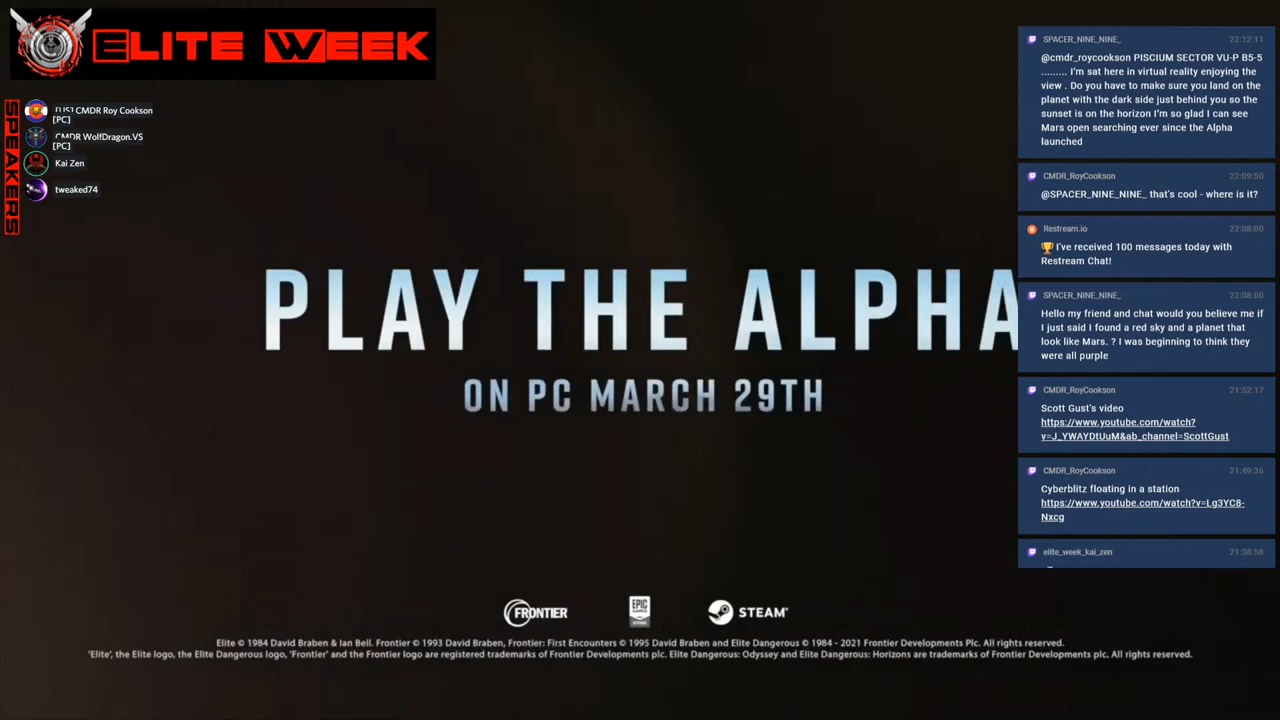 ELITE WEEK
SPEAKERS
[US] CMDR Roy Cookson
[PC]
CMDR WolfDragon.VS
[PC]
Kai Zen
tweaked74
PLAY THE ALPHA
ON PC MARCH 29TH
FRONTIER
EPIC
GAMES
STEAM®
Elite © 1984 David Braben & Ian Bell. Frontier © 1993 David Braben, Frontier: First Encounters © 1995 David Braben and Elite Dangerous © 1984 - 2021 Frontier Developments Plc. All rights reserved.
'Elite', the Elite logo, the Elite Dangerous logo, 'Frontier' and the Frontier logo are registered trademarks of Frontier Developments plc. Elite Dangerous: Odyssey and Elite Dangerous: Horizons are trademarks of Frontier Developments plc. All rights reserved.
SPACER_NINE_NINE_ 22:12:11
@cmdr_roycookson PISCIUM SECTOR VU-P B5-5
......... I'm sat here in virtual reality enjoying the
view . Do you have to make sure you land on the
planet with the dark side just behind you so the
sunset is on the horizon I'm so glad I can see
Mars open searching ever since the Alpha
launched
CMDR_RoyCookson 22:09:50
@SPACER_NINE_NINE_ that's cool - where is it?
Restream.io 22:08:00
🏆 I've received 100 messages today with
Restream Chat!
SPACER_NINE_NINE_ 22:08:00
Hello my friend and chat would you believe me if
I just said I found a red sky and a planet that
look like Mars. ? I was beginning to think they
were all purple
CMDR_RoyCookson 21:52:17
Scott Gust's video
https://www.youtube.com/watch?
v=J_YWAYDtUuM&ab_channel=ScottGust
CMDR_RoyCookson 21:49:36
Cyberblitz floating in a station
https://www.youtube.com/watch?v=Lg3YC8-
Nxcg
elite_week_kai_zen 21:38:58